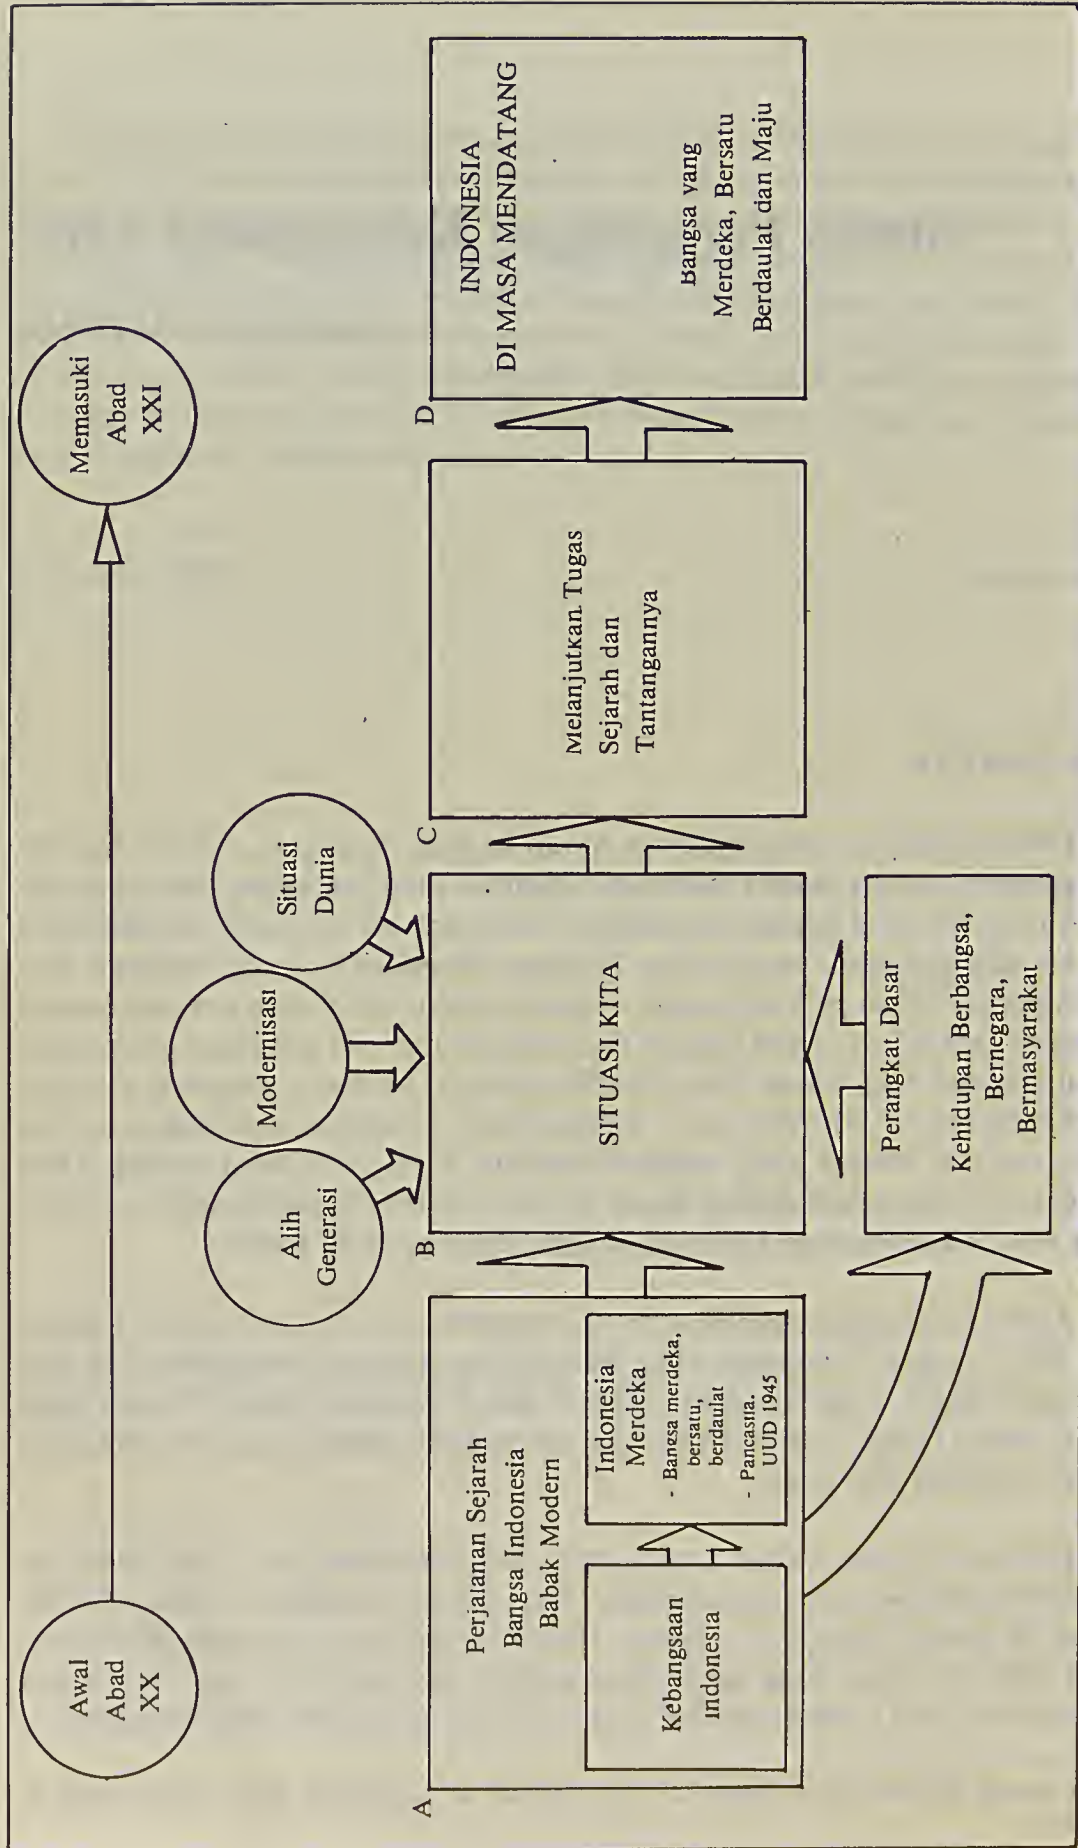 Awal
Abad
XX
Memasuki
Abad
XXI
Alih
Generasi
Modernisasi
Situasi
Dunia
A
Perjalanan Sejarah
Bangsa Indonesia
Babak Modern
Kebangsaan
Indonesia
Indonesia
Merdeka
- Bangsa merdeka,
bersatu,
berdaulat
- Pancasila.
UUD 1945
B
SITUASI KITA
Perangkat Dasar
Kehidupan Berbangsa,
Bernegara,
Bermasyarakat
C
Melanjutkan Tugas
Sejarah dan
Tantangannya
D
INDONESIA
DI MASA MENDATANG
Bangsa yang
Merdeka, Bersatu
Berdaulat dan Maju